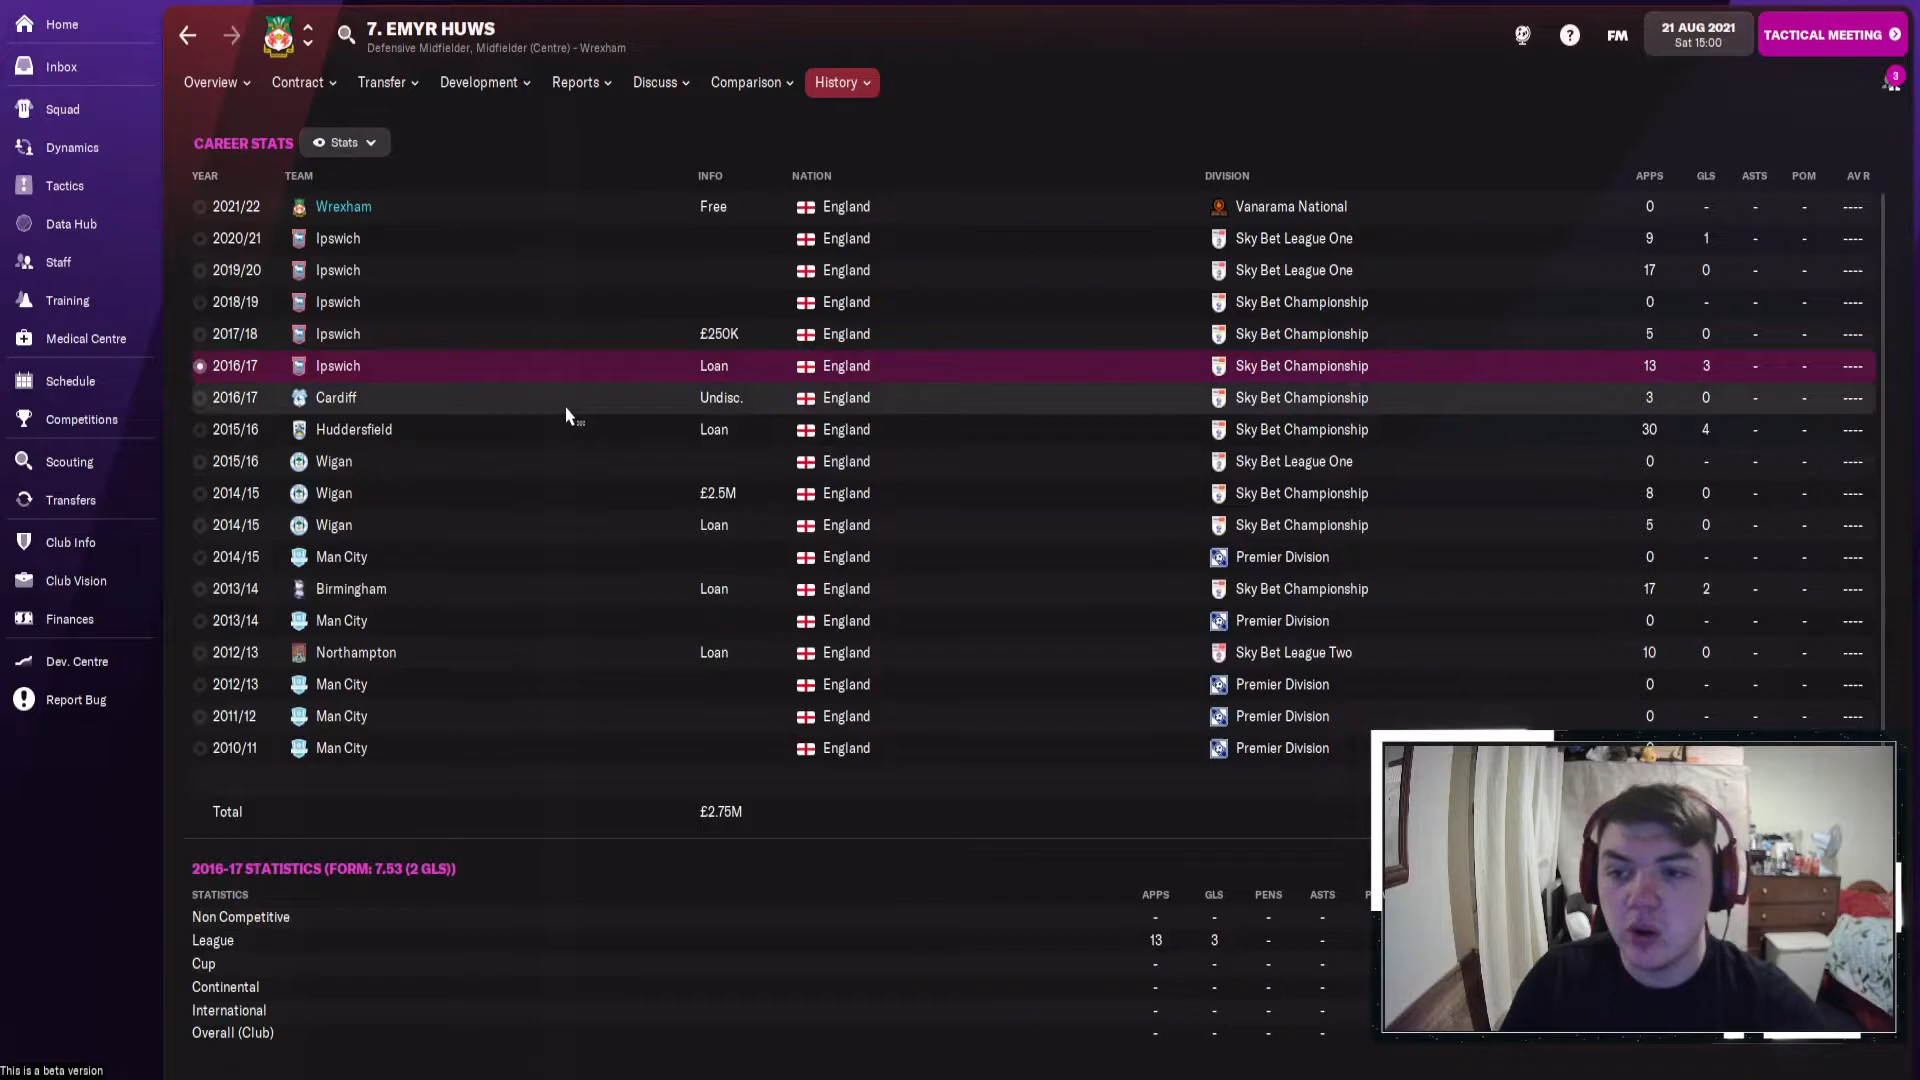 Home
7. EMYR HUWS
Defensive Midfielder, Midfielder (Centre) - Wrexham
FM
21 AUG 2021
Sat 15:00
TACTICAL MEETING
3
Inbox
Squad
Dynamics
Tactics
Data Hub
Staff
Training
Medical Centre
Schedule
Competitions
Scouting
Transfers
Club Info
Club Vision
Finances
Dev. Centre
Report Bug
This is a beta version
Overview Contract Transfer Development Reports Discuss Comparison History
CAREER STATS Stats
YEAR TEAM INFO NATION DIVISION APPS GLS ASTS POM AV R
2021/22 Wrexham Free England Vanarama National 0 - - - ----
2020/21 Ipswich England Sky Bet League One 9 1 - - ----
2019/20 Ipswich England Sky Bet League One 17 0 - - ----
2018/19 Ipswich England Sky Bet Championship 0 - - - ----
2017/18 Ipswich £250K England Sky Bet Championship 5 0 - - ----
2016/17 Ipswich Loan England Sky Bet Championship 13 3 - - ----
2016/17 Cardiff Undisc. England Sky Bet Championship 3 0 - - ----
2015/16 Huddersfield Loan England Sky Bet Championship 30 4 - - ----
2015/16 Wigan England Sky Bet League One 0 - - - ----
2014/15 Wigan £2.5M England Sky Bet Championship 8 0 - - ----
2014/15 Wigan Loan England Sky Bet Championship 5 0 - - ----
2014/15 Man City England Premier Division 0 - - - ----
2013/14 Birmingham Loan England Sky Bet Championship 17 2 - - ----
2013/14 Man City England Premier Division 0 - - - ----
2012/13 Northampton Loan England Sky Bet League Two 10 0 - - ----
2012/13 Man City England Premier Division 0 - - - ----
2011/12 Man City England Premier Division 0 - - - ----
2010/11 Man City England Premier Division
Total £2.75M
2016-17 STATISTICS (FORM: 7.53 (2 GLS))
STATISTICS APPS GLS PENS ASTS
Non Competitive - - - -
League 13 3 - -
Cup - - - -
Continental - - - -
International - - - -
Overall (Club) - - - -